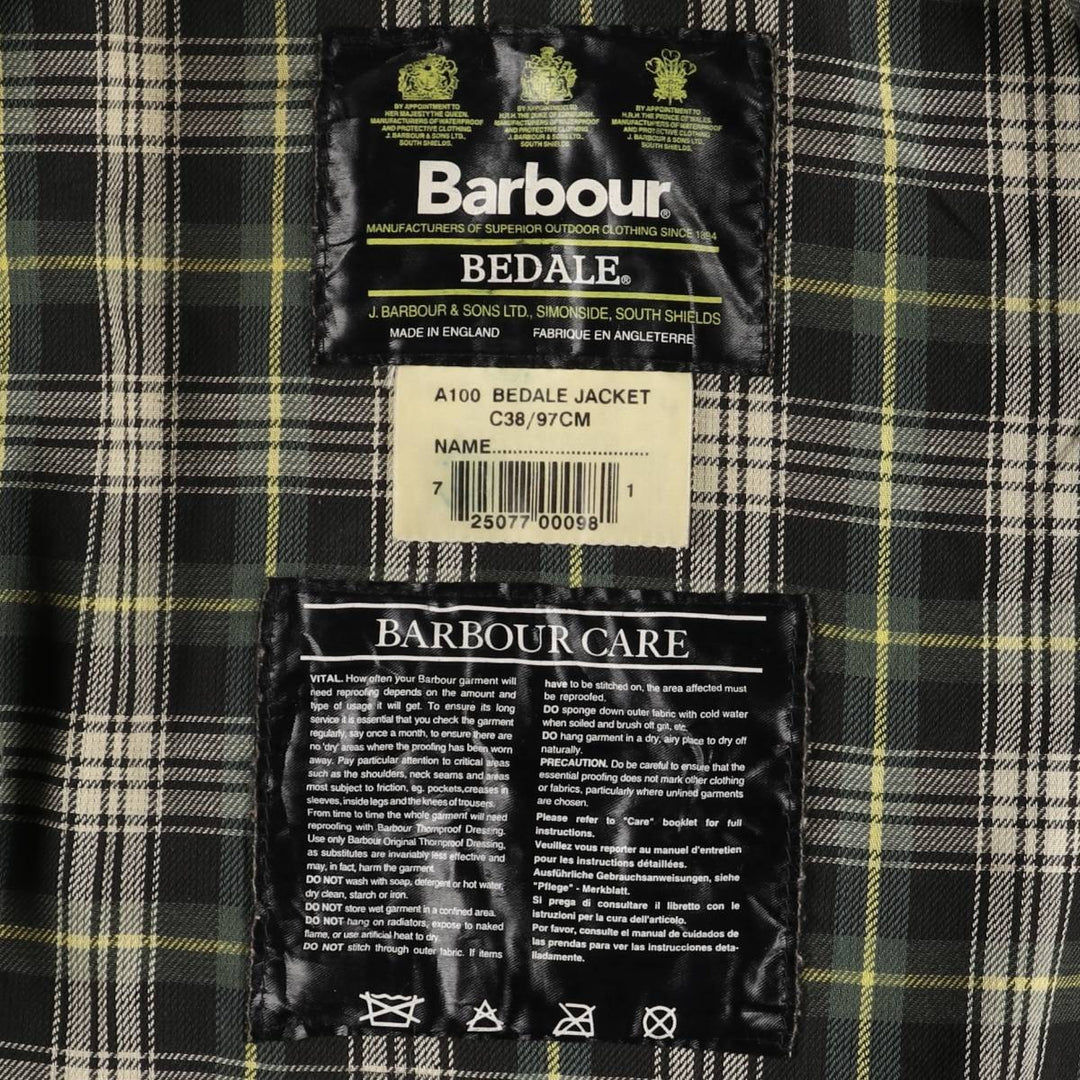 BY APPOINTMENT TO
HER MAJESTY THE QUEEN.
MANUFACTURERS OF WATERPROOF
AND PROTECTIVE CLOTHING
J. BARBOUR & SONS LTD.,
SOUTH SHIELDS.
BY APPOINTMENT TO
H.R.H. THE DUKE OF EDINBURGH
MANUFACTURERS OF WATERPROOF
AND PROTECTIVE CLOTHING
J. BARBOUR & SONS LTD.,
SOUTH SHIELDS.
BY APPOINTMENT TO
H.R.H. THE PRINCE OF WALES.
MANUFACTURERS OF WATERPROOF
AND PROTECTIVE CLOTHING
J. BARBOUR & SONS LTD.,
SOUTH SHIELDS.
Barbour®
MANUFACTURERS OF SUPERIOR OUTDOOR CLOTHING SINCE 1894
BEDALE®
J. BARBOUR & SONS LTD., SIMONSIDE, SOUTH SHIELDS
MADE IN ENGLAND FABRIQUE EN ANGLETERRE
A100 BEDALE JACKET
C38/97CM
NAME..............................
7 25077 00098 1
BARBOUR CARE
VITAL. How often your Barbour garment will
need reproofing depends on the amount and
type of usage it will get. To ensure its long
service it is essential that you check the garment
regularly, say once a month, to ensure there are
no 'dry' areas where the proofing has been worn
away. Pay particular attention to critical areas
such as the shoulders, neck seams and areas
most subject to friction, eg. pockets,creases in
sleeves, inside legs and the knees of trousers.
From time to time the whole garment will need
reproofing with Barbour Thornproof Dressing.
Use only Barbour Original Thornproof Dressing,
as substitutes are invariably less effective and
may, in fact, harm the garment.
DO NOT wash with soap, detergent or hot water,
dry clean, starch or iron.
DO NOT store wet garment in a confined area.
DO NOT hang on radiators, expose to naked
flame, or use artificial heat to dry.
DO NOT stitch through outer fabric. If items
have to be stitched on, the area affected must
be reproofed.
DO sponge down outer fabric with cold water
when soiled and brush off grit, etc.
DO hang garment in a dry, airy place to dry off
naturally.
PRECAUTION. Do be careful to ensure that the
essential proofing does not mark other clothing
or fabrics, particularly where unlined garments
are chosen.
Please refer to "Care" booklet for full
instructions.
Veuillez vous reporter au manuel d'entretien
pour les instructions détaillées.
Ausführliche Gebrauchsanweisungen, siehe
"Pflege" - Merkblatt.
Si prega di consultare il libretto con le
istruzioni per la cura dell'articolo.
Por favor, consulte el manual de cuidados de
las prendas para ver las instrucciones deta-
lladamente.